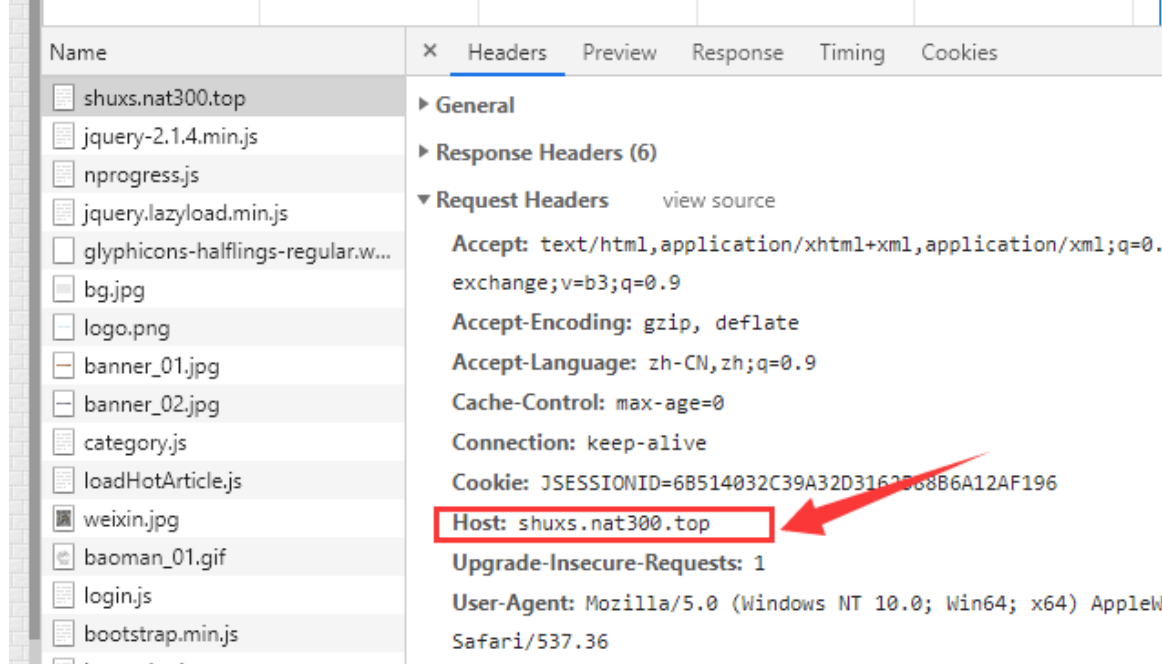 Name
× Headers Preview Response Timing Cookies
shuxs.nat300.top
jquery-2.1.4.min.js
nprogress.js
jquery.lazyload.min.js
glyphicons-halflings-regular.w...
bg.jpg
logo.png
banner_01.jpg
banner_02.jpg
category.js
loadHotArticle.js
weixin.jpg
baoman_01.gif
login.js
bootstrap.min.js
General
Response Headers (6)
Request Headers view source
Accept: text/html,application/xhtml+xml,application/xml;q=0.
exchange;v=b3;q=0.9
Accept-Encoding: gzip, deflate
Accept-Language: zh-CN,zh;q=0.9
Cache-Control: max-age=0
Connection: keep-alive
Cookie:
Host: shuxs.nat300.top
Upgrade-Insecure-Requests: 1
User-Agent: Mozilla/5.0 (Windows NT 10.0; Win64; x64) AppleW
Safari/537.36